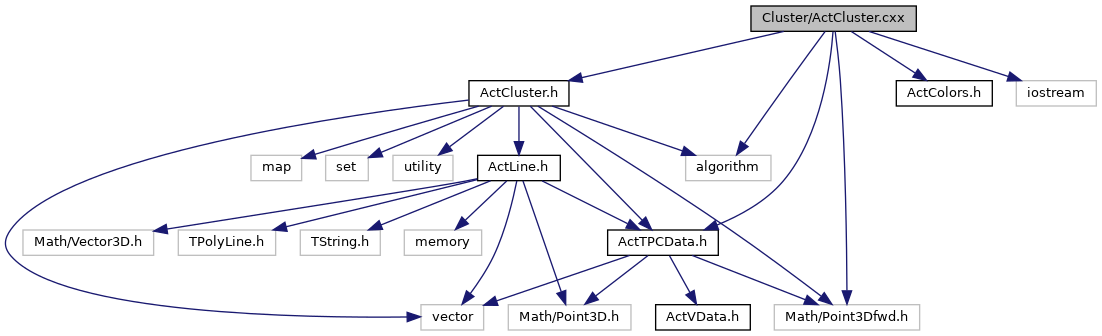 Cluster/ActCluster.cxx
ActCluster.h
ActColors.h
iostream
map
set
utility
ActLine.h
algorithm
Math/Vector3D.h
TPolyLine.h
TString.h
memory
ActTPCData.h
vector
Math/Point3D.h
ActVData.h
Math/Point3Dfwd.h